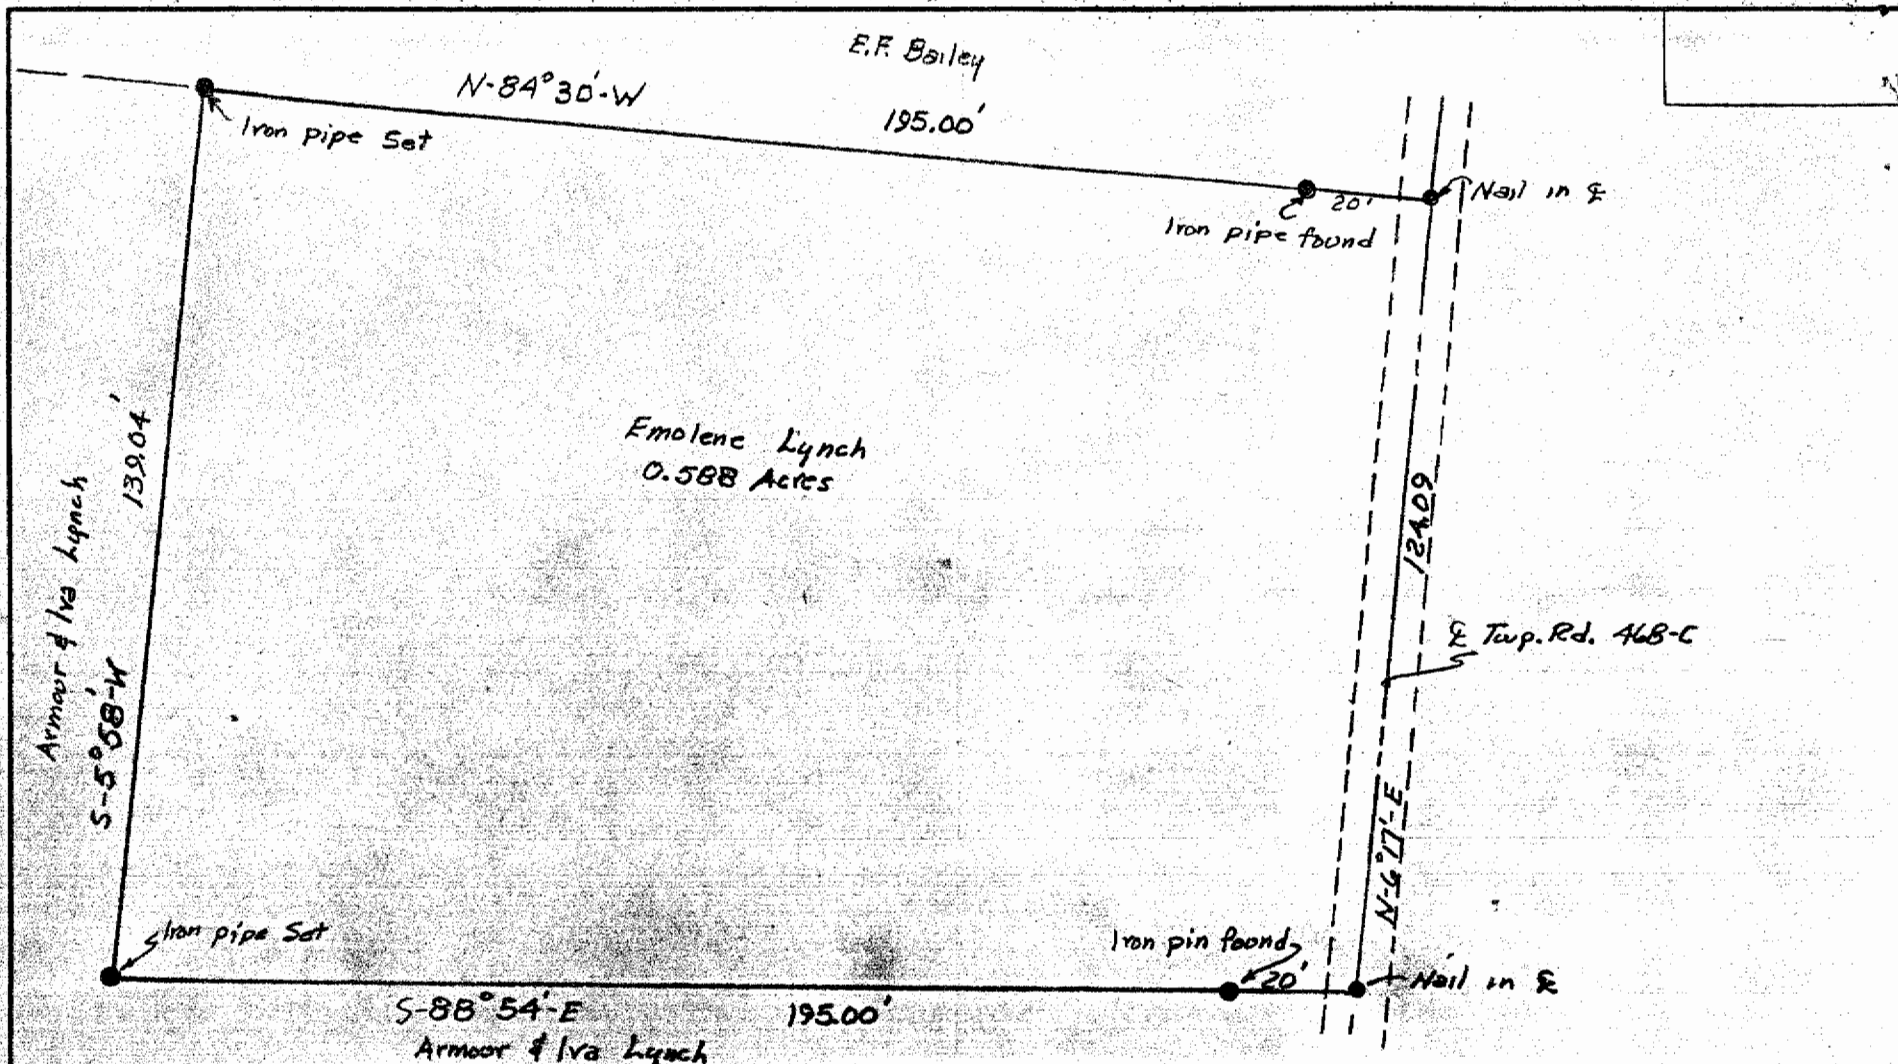 E.F. Bailey
N-84°30'-W
195.00'
Iron pipe Set
20'
Nail in ℄
Iron pipe found
139.04'
Emolene Lynch
0.588 Acres
Armour & Iva Lynch
S-5°58'-W
124.09
℄ Twp. Rd. 468-C
N-6°17'-E
Iron pipe Set
Iron pin found
20'
Nail in ℄
S-88°54'-E
195.00'
Armour & Iva Lynch